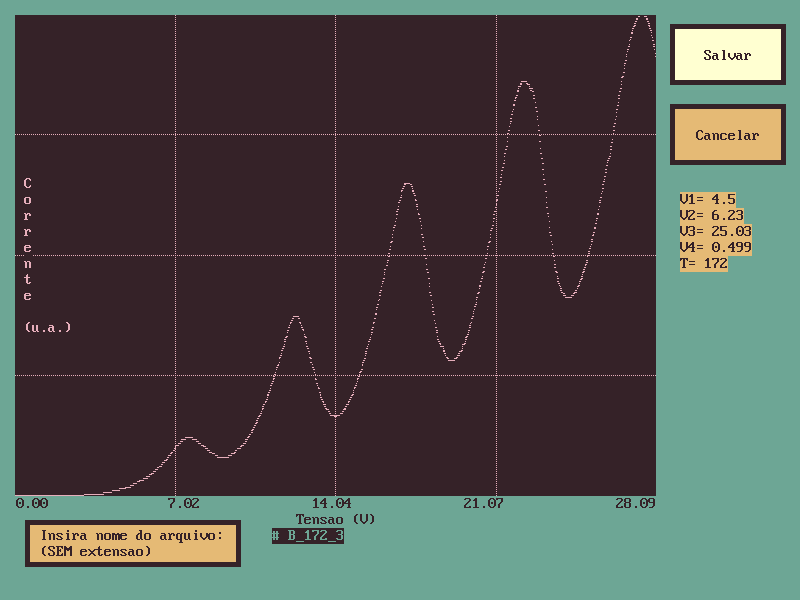 Salvar
Cancelar
Corrente
(u.a.)
V1= 4.5
V2= 6.23
V3= 25.03
V4= 0.499
T= 172
0.00 7.02 14.04 21.07 28.09
Tensao (V)
Insira nome do arquivo:
(SEM extensao)
# B_172_3